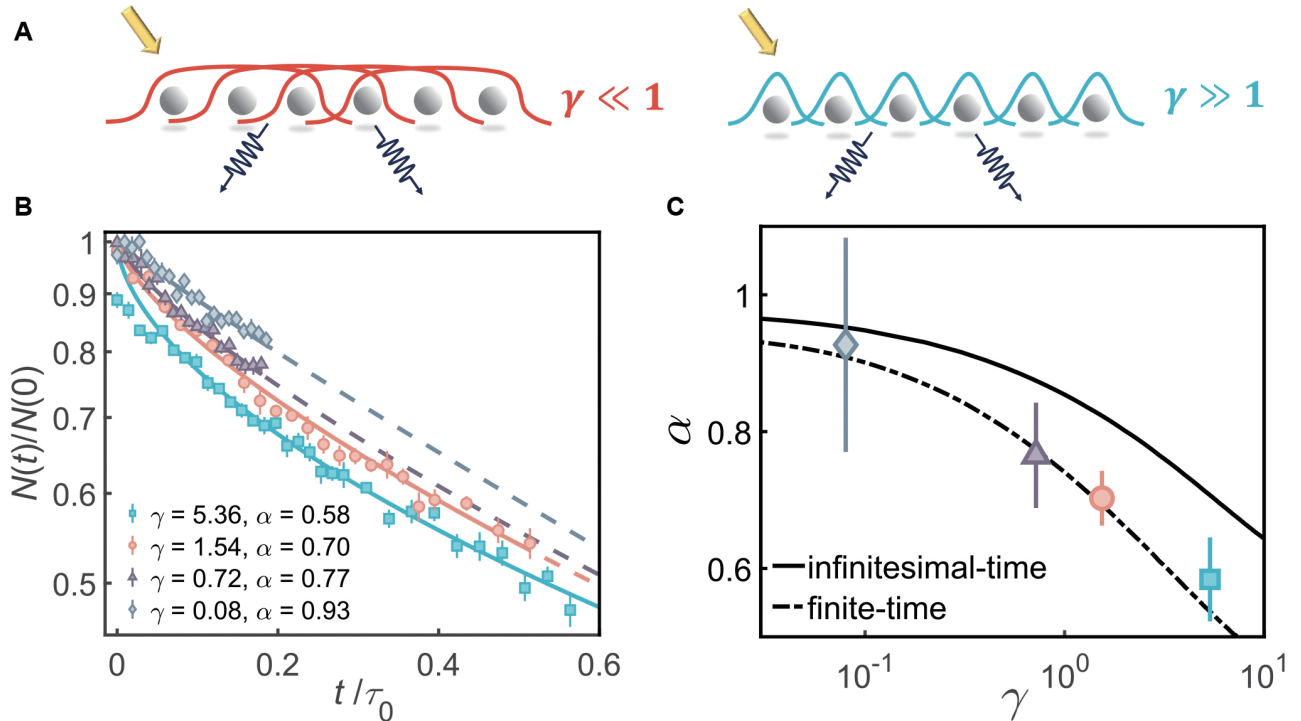 A
γ ≪ 1
γ ≫ 1
B
N(t)/N(0)
1
0.9
0.8
0.7
0.6
0.5
γ = 5.36, α = 0.58
γ = 1.54, α = 0.70
γ = 0.72, α = 0.77
γ = 0.08, α = 0.93
0
0.2
0.4
0.6
t/τ₀
C
α
1
0.8
0.6
infinitesimal-time
finite-time
10⁻¹
10⁰
10¹
γ